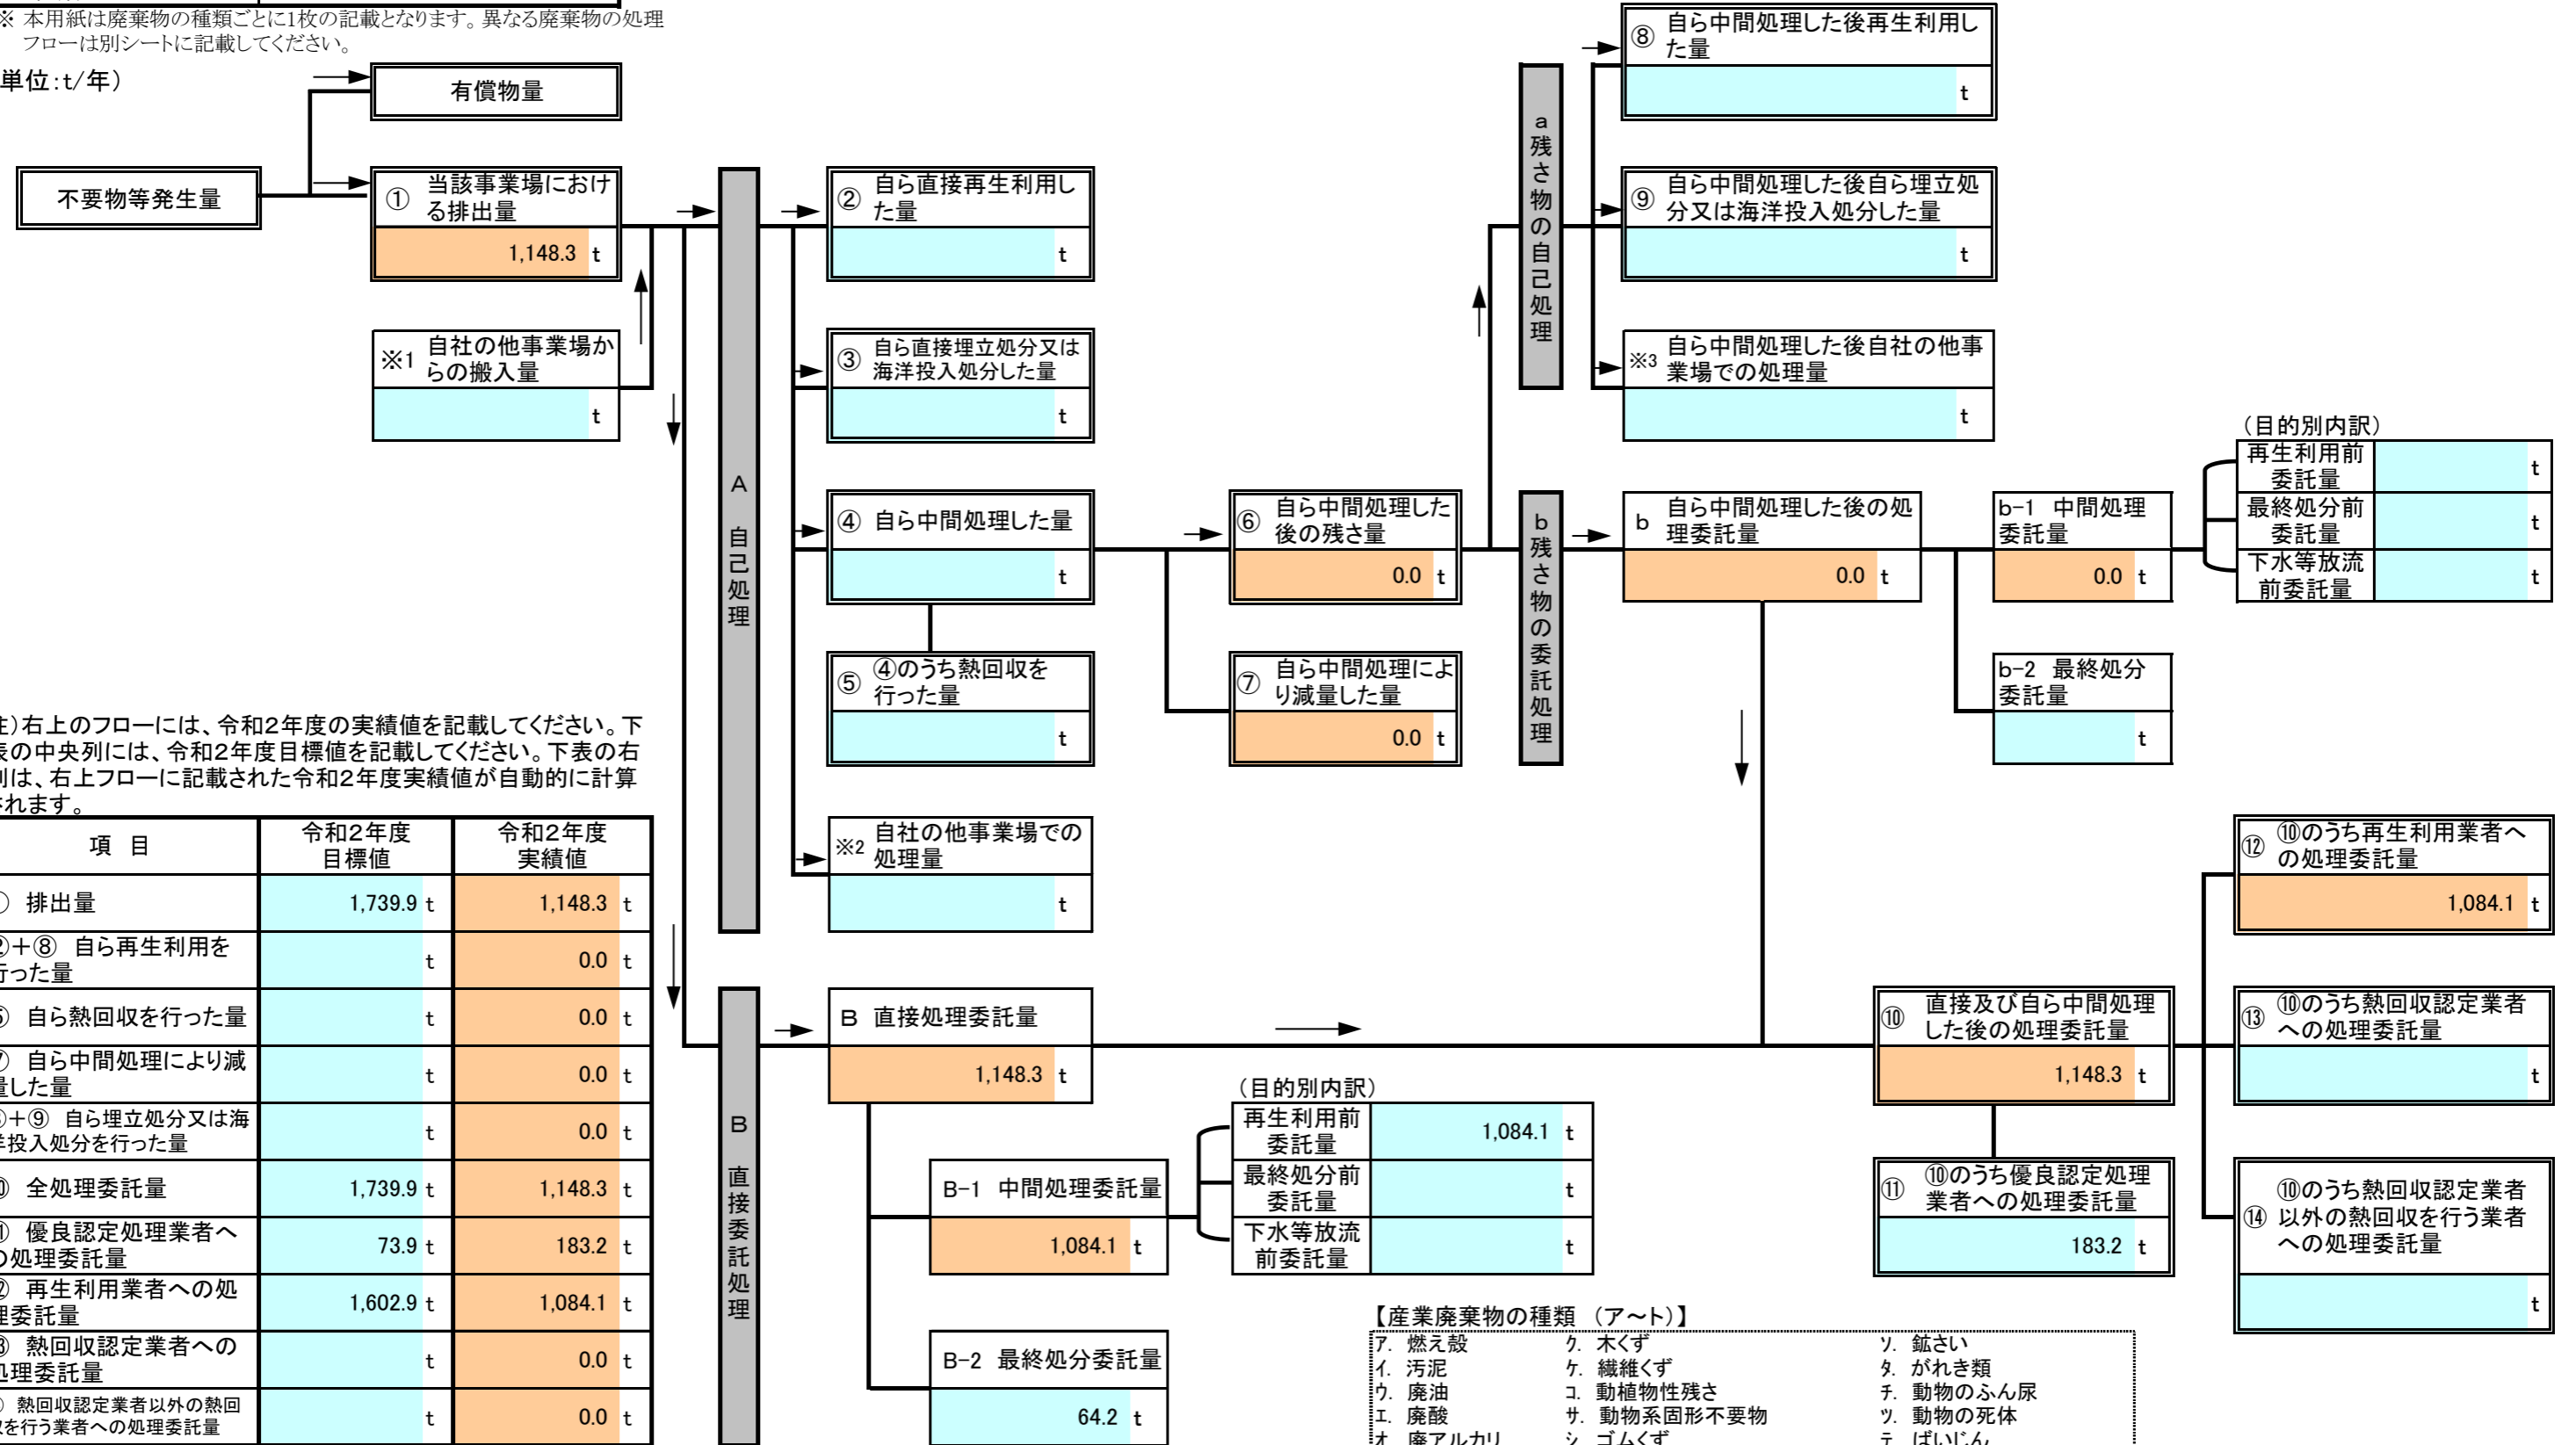 ※ 本用紙は廃棄物の種類ごとに1枚の記載となります。異なる廃棄物の処理
フローは別シートに記載してください。
単位:t/年)
有償物量
不要物等発生量
① 当該事業場におけ
る排出量
1,148.3 t
※1 自社の他事業場か
らの搬入量
t
A 自己処理
② 自ら直接再生利用し
た量
t
③ 自ら直接埋立処分又は
海洋投入処分した量
t
④ 自ら中間処理した量
t
⑤ ④のうち熱回収を
行った量
t
※2 自社の他事業場での
処理量
t
⑥ 自ら中間処理した
後の残さ量
0.0 t
⑦ 自ら中間処理によ
り減量した量
0.0 t
a 残さ物の自己処理
⑧ 自ら中間処理した後再生利用し
た量
t
⑨ 自ら中間処理した後自ら埋立処
分又は海洋投入処分した量
t
※3 自ら中間処理した後自社の他事
業場での処理量
t
b 残さ物の委託処理
b 自ら中間処理した後の処
理委託量
0.0 t
b-1 中間処理
委託量
0.0 t
b-2 最終処分
委託量
t
(目的別内訳)
再生利用前
委託量
t
最終処分前
委託量
t
下水等放流
前委託量
t
注)右上のフローには、令和2年度の実績値を記載してください。下
表の中央列には、令和2年度目標値を記載してください。下表の右
列は、右上フローに記載された令和2年度実績値が自動的に計算
されます。
項 目
令和2年度
目標値
令和2年度
実績値
① 排出量 1,739.9 t 1,148.3 t
②+⑧ 自ら再生利用を
行った量
t 0.0 t
⑤ 自ら熱回収を行った量 t 0.0 t
⑦ 自ら中間処理により減
量した量
t 0.0 t
③+⑨ 自ら埋立処分又は海
洋投入処分を行った量
t 0.0 t
⑩ 全処理委託量 1,739.9 t 1,148.3 t
⑪ 優良認定処理業者へ
の処理委託量
73.9 t 183.2 t
⑫ 再生利用業者への処
理委託量
1,602.9 t 1,084.1 t
⑬ 熱回収認定業者への
処理委託量
t 0.0 t
⑭ 熱回収認定業者以外の熱回
収を行う業者への処理委託量
t 0.0 t
B 直接委託処理
B 直接処理委託量
1,148.3 t
B-1 中間処理委託量
1,084.1 t
B-2 最終処分委託量
64.2 t
(目的別内訳)
再生利用前
委託量
1,084.1 t
最終処分前
委託量
t
下水等放流
前委託量
t
⑩ 直接及び自ら中間処理
した後の処理委託量
1,148.3 t
⑪ ⑩のうち優良認定処理
業者への処理委託量
183.2 t
⑫ ⑩のうち再生利用業者へ
の処理委託量
1,084.1 t
⑬ ⑩のうち熱回収認定業者
への処理委託量
t
⑭ ⑩のうち熱回収認定業者
以外の熱回収を行う業者
への処理委託量
t
【産業廃棄物の種類 (ア~ト)】
ア. 燃え殻 ク. 木くず ソ. 鉱さい
イ. 汚泥 ケ. 繊維くず タ. がれき類
ウ. 廃油 コ. 動植物性残さ チ. 動物のふん尿
エ. 廃酸 サ. 動物系固形不要物 ツ. 動物の死体
オ. 廃アルカリ シ. ゴムくず テ. ばいじん